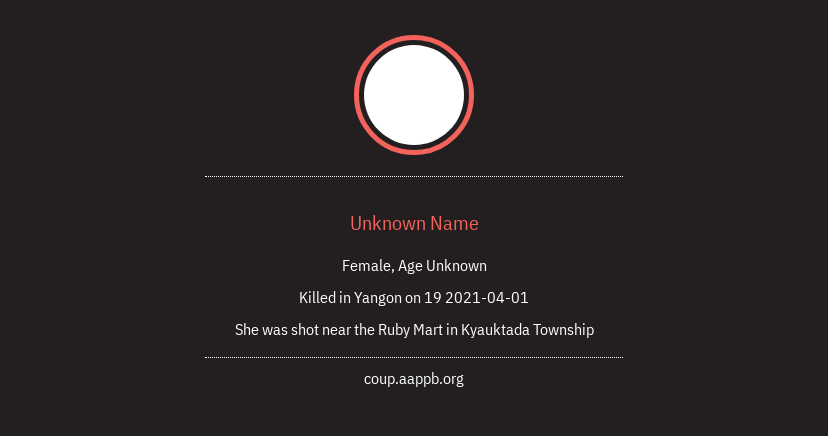 Unknown Name
Female, Age Unknown
Killed in Yangon on 19 2021-04-01
She was shot near the Ruby Mart in Kyauktada Township
coup.aappb.org